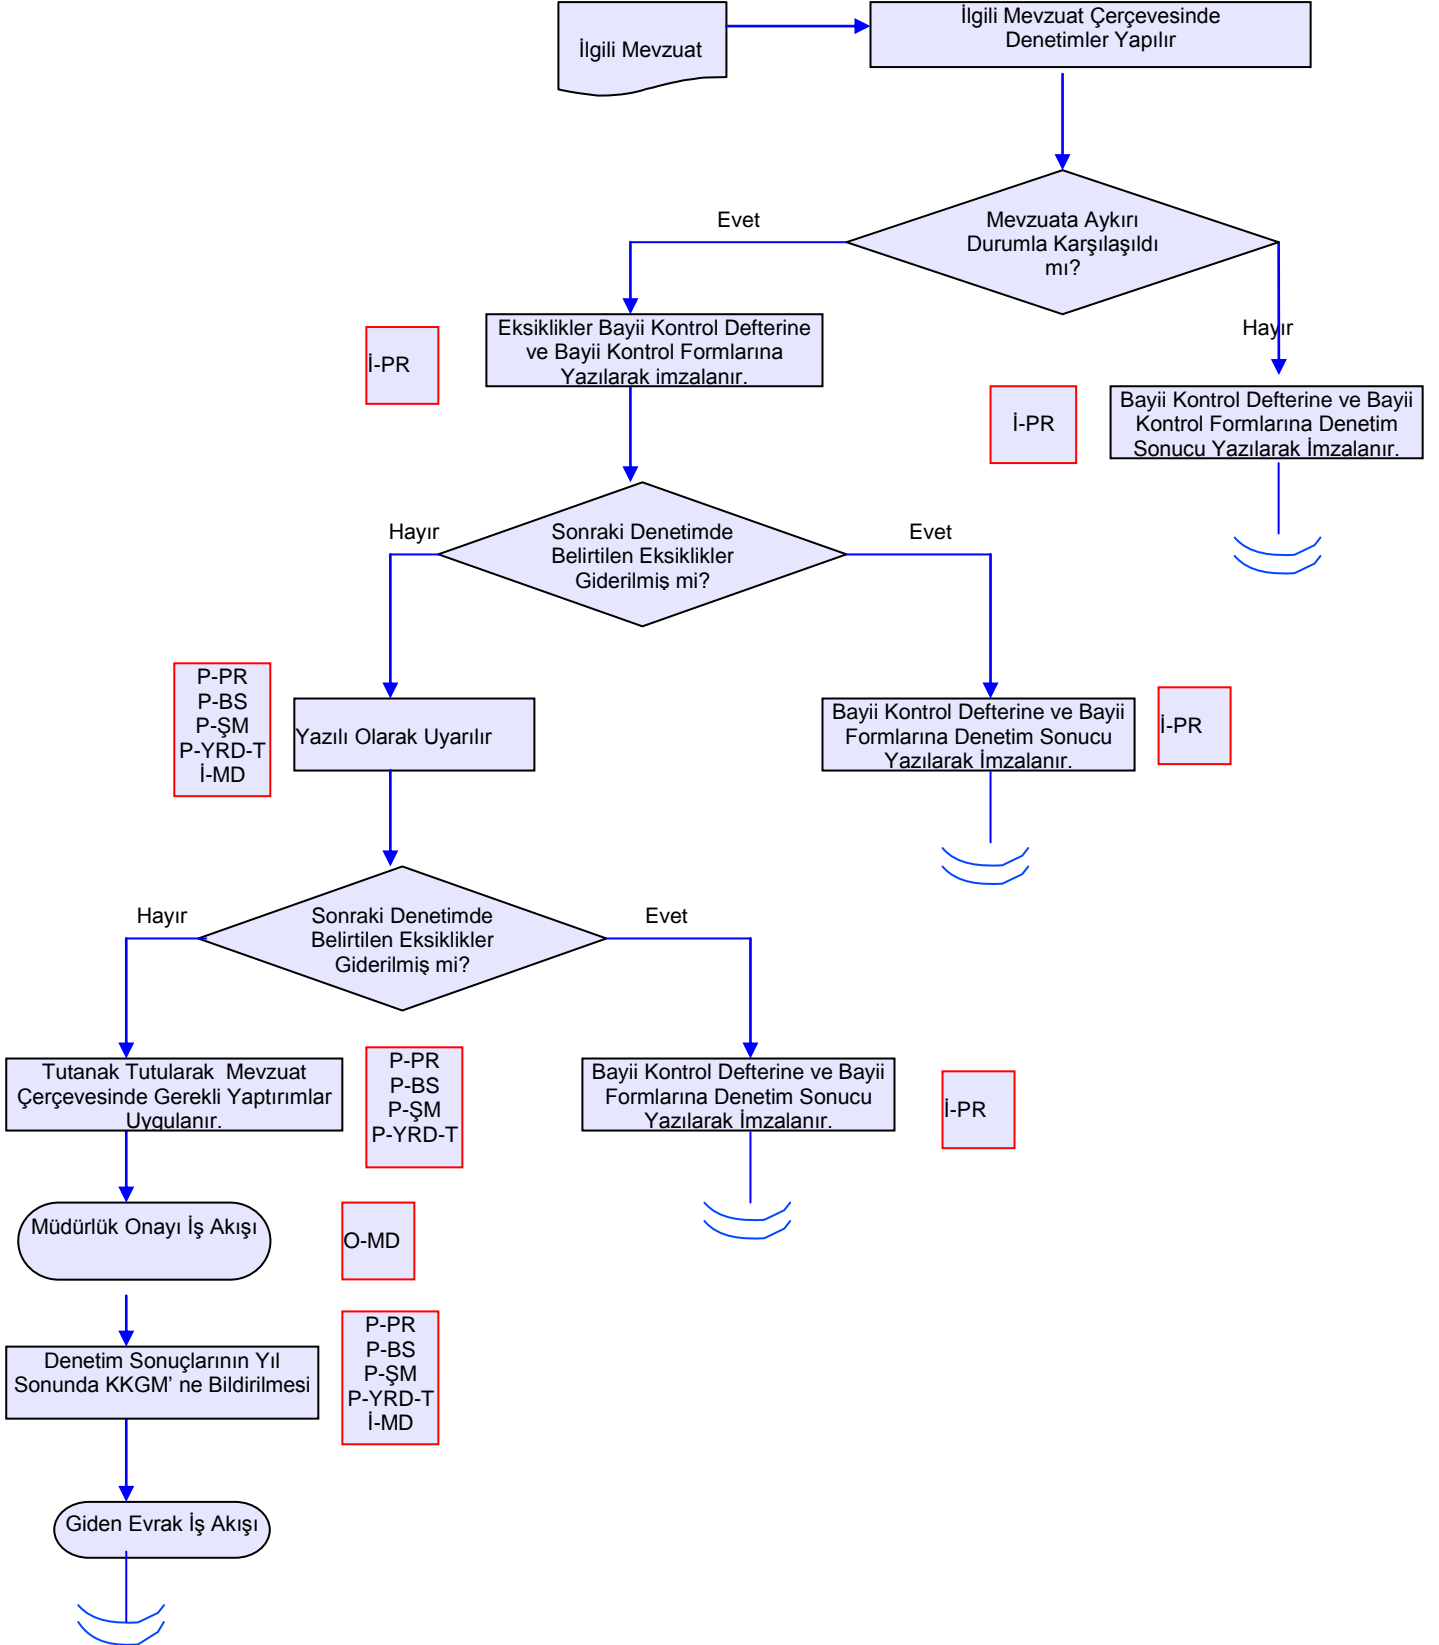 İlgili Mevzuat
İlgili Mevzuat Çerçevesinde
Denetimler Yapılır
Mevzuata Aykırı
Durumla Karşılaşıldı
mı?
Evet
Hayır
İ-PR
Eksiklikler Bayii Kontrol Defterine
ve Bayii Kontrol Formlarına
Yazılarak imzalanır.
İ-PR
Bayii Kontrol Defterine ve Bayii
Kontrol Formlarına Denetim
Sonucu Yazılarak İmzalanır.
Hayır
Sonraki Denetimde
Belirtilen Eksiklikler
Giderilmiş mi?
Evet
P-PR
P-BS
P-ŞM
P-YRD-T
İ-MD
Yazılı Olarak Uyarılır
Bayii Kontrol Defterine ve Bayii
Formlarına Denetim Sonucu
Yazılarak İmzalanır.
İ-PR
Hayır
Sonraki Denetimde
Belirtilen Eksiklikler
Giderilmiş mi?
Evet
Tutanak Tutularak  Mevzuat
Çerçevesinde Gerekli Yaptırımlar
Uygulanır.
P-PR
P-BS
P-ŞM
P-YRD-T
Bayii Kontrol Defterine ve Bayii
Formlarına Denetim Sonucu
Yazılarak İmzalanır.
İ-PR
Müdürlük Onayı İş Akışı
O-MD
Denetim Sonuçlarının Yıl
Sonunda KKGM’ ne Bildirilmesi
P-PR
P-BS
P-ŞM
P-YRD-T
İ-MD
Giden Evrak İş Akışı